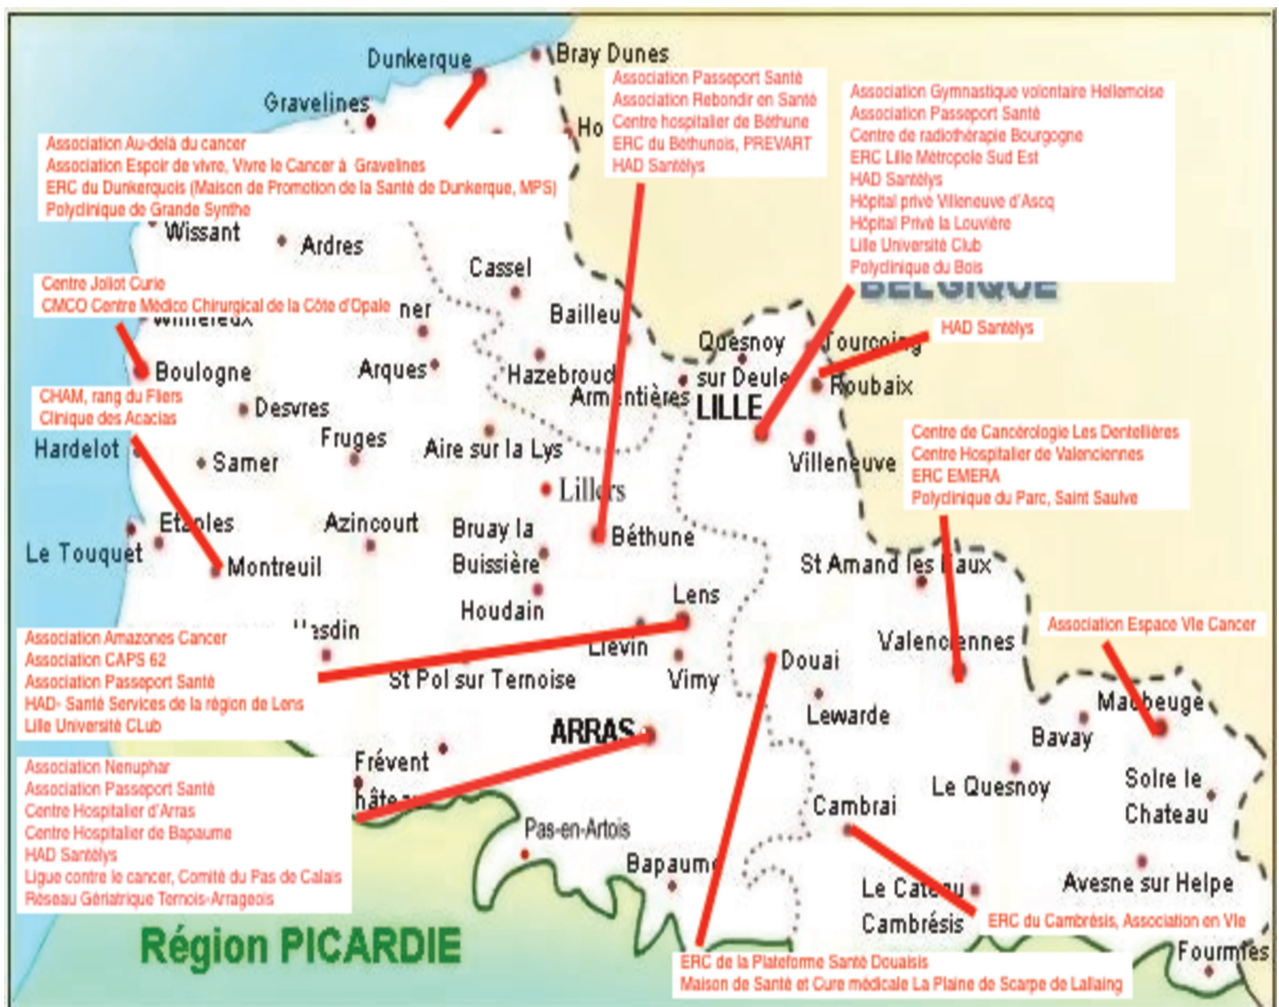 Dunkerque
Bray Dunes
Gravelines
Ho
Association Passeport Santé
Association Rebondir en Santé
Centre hospitalier de Béthune
ERC du Béthunois, PREVART
HAD Santélys
Association Gymnastique volontaire Hellemoise
Association Passeport Santé
Centre de radiothérapie Bourgogne
ERC Lille Métropole Sud Est
HAD Santélys
Hôpital privé Villeneuve d'Ascq
Hôpital Privé la Louvière
Lille Université Club
Polyclinique du Bois
BELGIQUE
Association Au-delà du cancer
Association Espoir de vivre, Vivre le Cancer à Gravelines
ERC du Dunkerquois (Maison de Promotion de la Santé de Dunkerque, MPS)
Polyclinique de Grande Synthe
Wissant
Ardres
Cassel
Centre Joliot Curie
CMCO Centre Médico Chirurgical de la Côte d'Opale
ner
Wimereux
Bailleu
HAD Santélys
Quesnoy
sur Deule
Tourcoing
Boulogne
Arques
Hazebroud
Armentières
LILLE
Roubaix
CHAM, rang du Fliers
Clinique des Acacias
Desvres
Fruges
Aire sur la Lys
Villeneuve
Hardelot
Samer
Lillers
Centre de Cancérologie Les Dentellières
Centre Hospitalier de Valenciennes
ERC EMERA
Polyclinique du Parc, Saint Saulve
Etaples
Azincourt
Bruay la
Buissière
Béthune
Le Touquet
Montreuil
St Amand les Eaux
Houdain
Lens
Association Amazones Cancer
Association CAPS 62
Association Passeport Santé
HAD- Santé Services de la région de Lens
Lille Université CLub
Hesdin
Lievin
Valenciennes
Association Espace VIe Cancer
St Pol sur Ternoise
Vimy
Douai
Lewarde
Maubeuge
Bavay
ARRAS
Association Nenuphar
Association Passeport Santé
Centre Hospitalier d'Arras
Centre Hospitalier de Bapaume
HAD Santélys
Ligue contre le cancer, Comité du Pas de Calais
Réseau Gériatrique Ternois-Arrageois
Frévent
hâteau
Le Quesnoy
Solre le
Chateau
Cambrai
Pas-en-Artois
Bapaume
Le Cateau
Cambrésis
Avesne sur Helpe
ERC du Cambrésis, Association en VIe
Région PICARDIE
Fourmies
ERC de la Plateforme Santé Douaisis
Maison de Santé et Cure médicale La Plaine de Scarpe de Lallaing